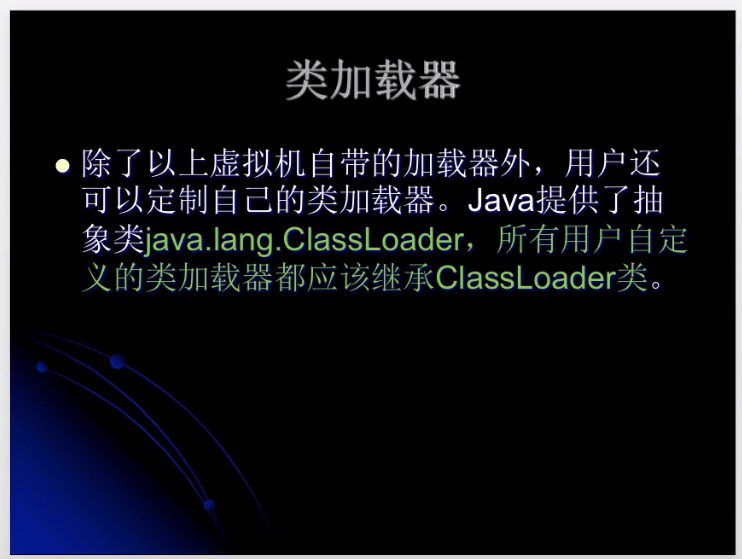 类加载器
除了以上虚拟机自带的加载器外，用户还
可以定制自己的类加载器。Java提供了抽
象类java.lang.ClassLoader，所有用户自定
义的类加载器都应该继承ClassLoader类。